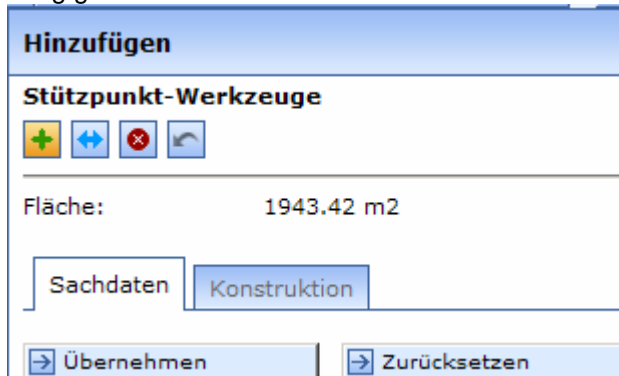 Hinzufügen
Stützpunkt-Werkzeuge
Fläche: 1943.42 m2
Sachdaten Konstruktion
Übernehmen Zurücksetzen